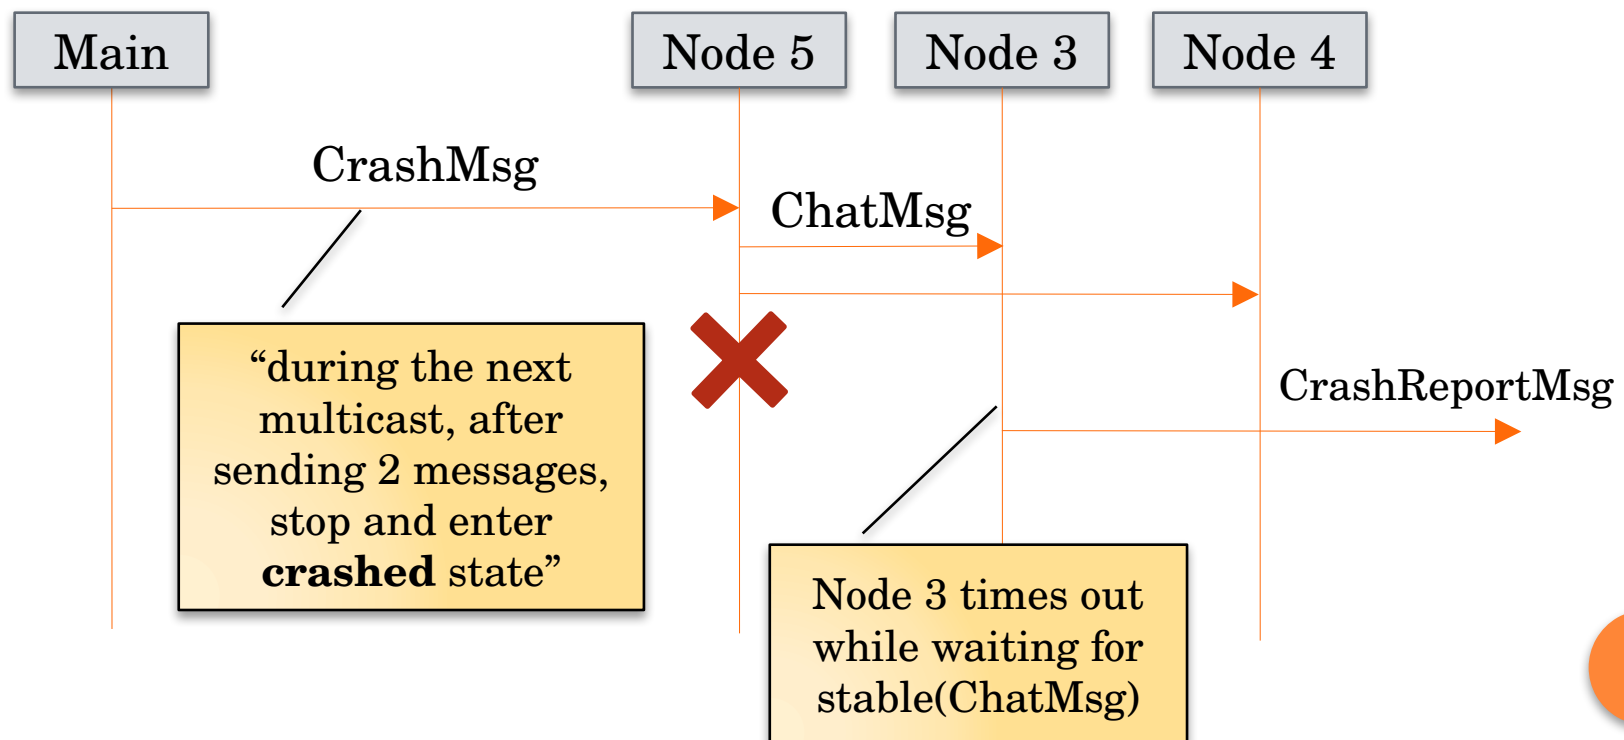 Main
Node 5
Node 3
Node 4
CrashMsg
ChatMsg
“during the next
multicast, after
sending 2 messages,
stop and enter
crashed state”
CrashReportMsg
Node 3 times out
while waiting for
stable(ChatMsg)